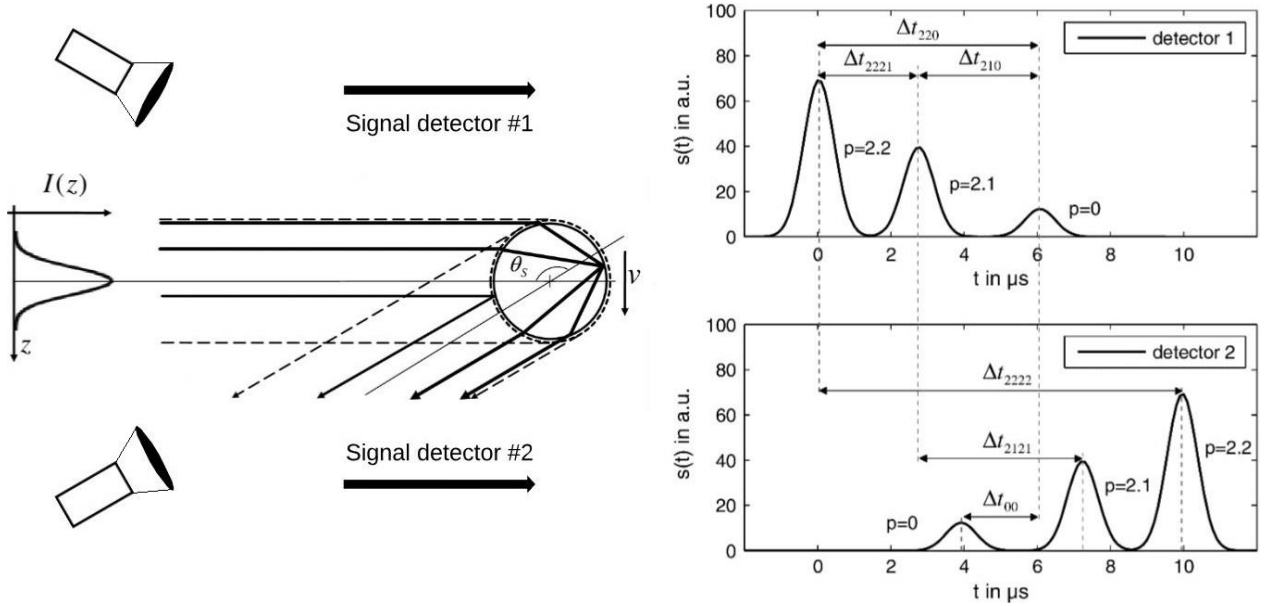 Signal detector #1
I(z)
θS
v
z
Signal detector #2
100
80
60
40
20
0
s(t) in a.u.
Δt220
Δt2221
Δt210
detector 1
p=2.2
p=2.1
p=0
0 2 4 6 8 10
t in µs
100
80
60
40
20
0
s(t) in a.u.
detector 2
Δt2222
Δt2121
Δt00
p=0
p=2.1
p=2.2
0 2 4 6 8 10
t in µs